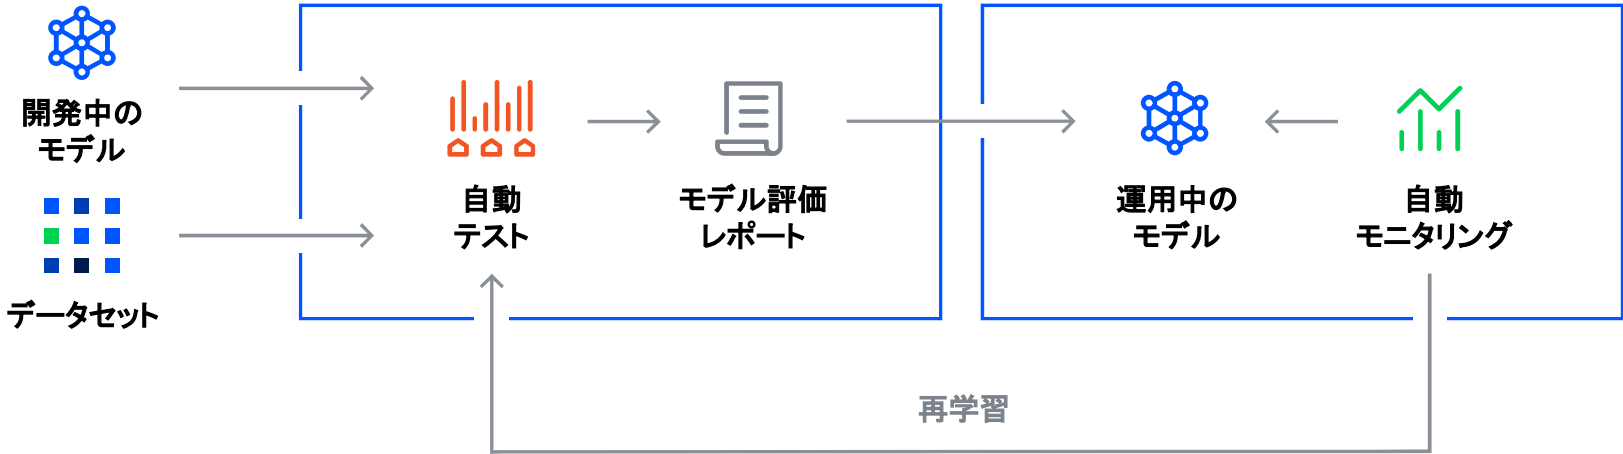 開発中の
モデル
データセット
自動
テスト
モデル評価
レポート
運用中の
モデル
自動
モニタリング
再学習